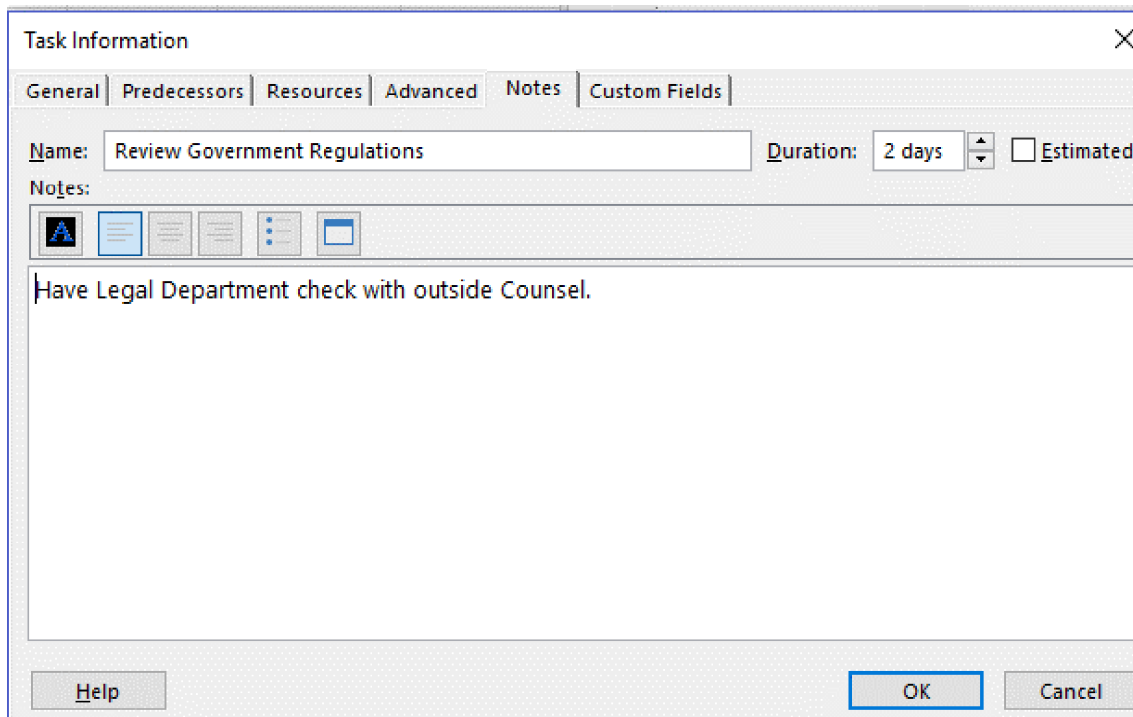 Task Information
General Predecessors Resources Advanced Notes Custom Fields
Name: Review Government Regulations Duration: 2 days Estimated
Notes:
A
Have Legal Department check with outside Counsel.
Help OK Cancel